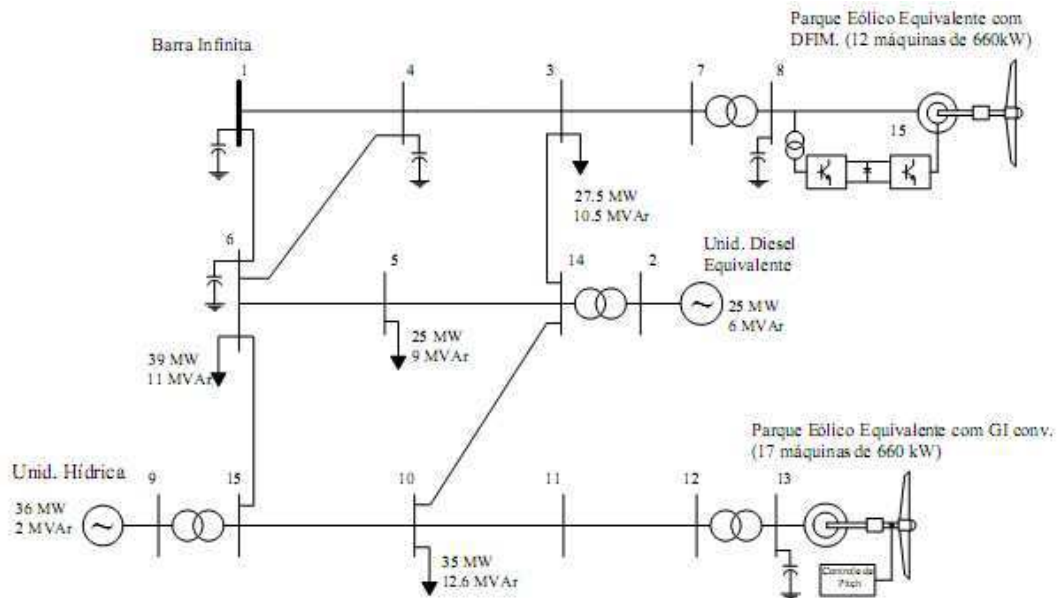 Parque Eólico Equivalente com
DFIM. (12 máquinas de 660kW)
Barra Infinita
1
4
3
7
8
15
27.5 MW
10.5 MVAr
Unid. Diesel
Equivalente
6
5
14
2
25 MW
6 MVAr
25 MW
9 MVAr
39 MW
11 MVAr
Parque Eólico Equivalente com GI conv.
(17 máquinas de 660 kW)
Unid. Hídrica
9
15
10
11
12
13
36 MW
2 MVAr
35 MW
12.6 MVAr
Controle de
Pitch